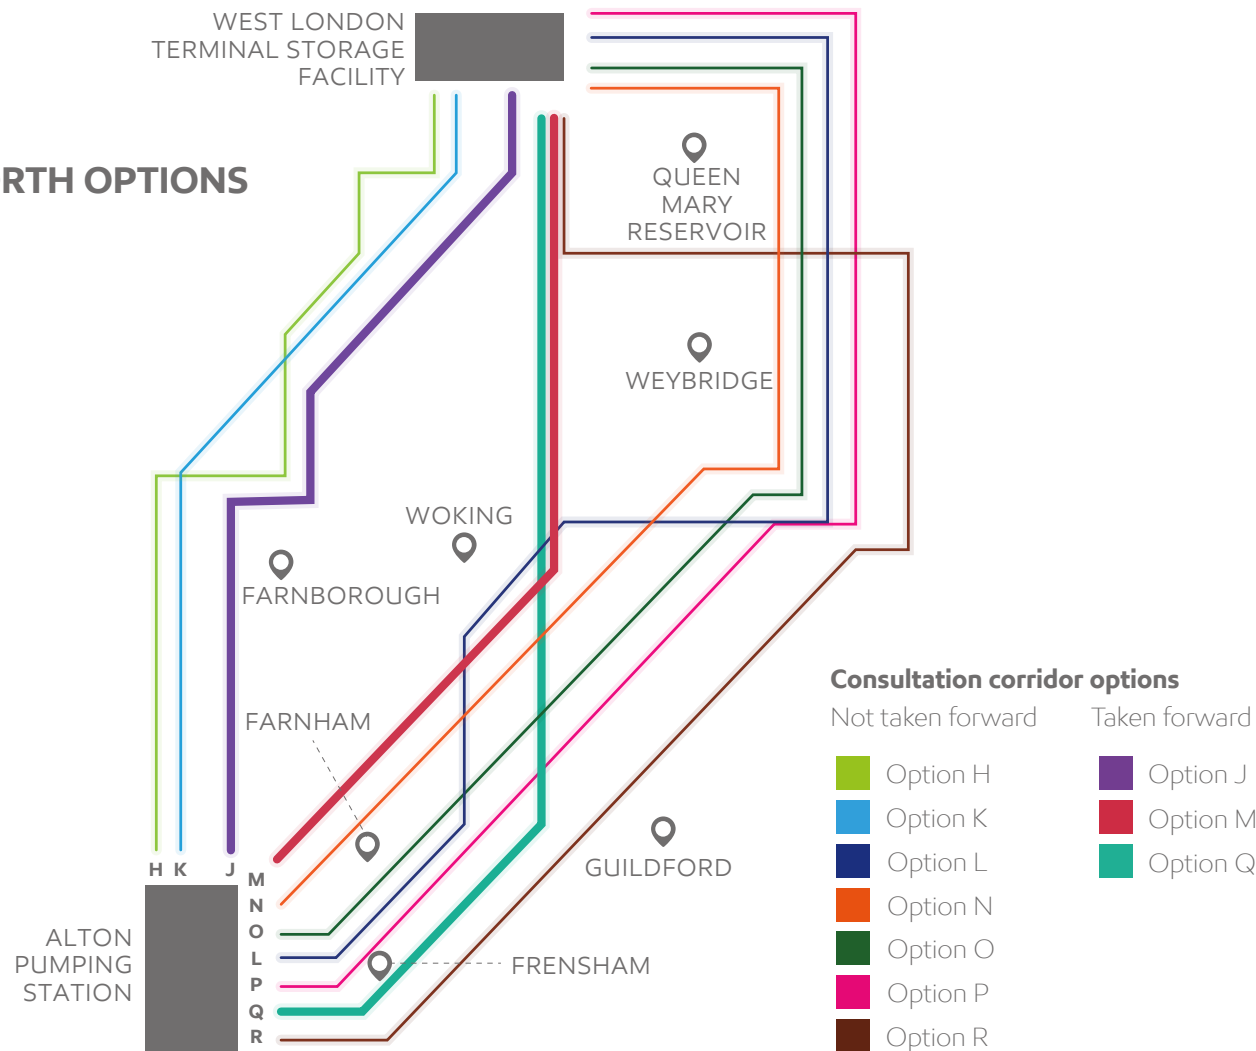 WEST LONDON
TERMINAL STORAGE
FACILITY
RTH OPTIONS
QUEEN
MARY
RESERVOIR
WEYBRIDGE
WOKING
FARNBOROUGH
FARNHAM
GUILDFORD
FRENSHAM
H K J
M
N
O
L
P
Q
R
ALTON
PUMPING
STATION
Consultation corridor options
Not taken forward
Option H
Option K
Option L
Option N
Option O
Option P
Option R
Taken forward
Option J
Option M
Option Q